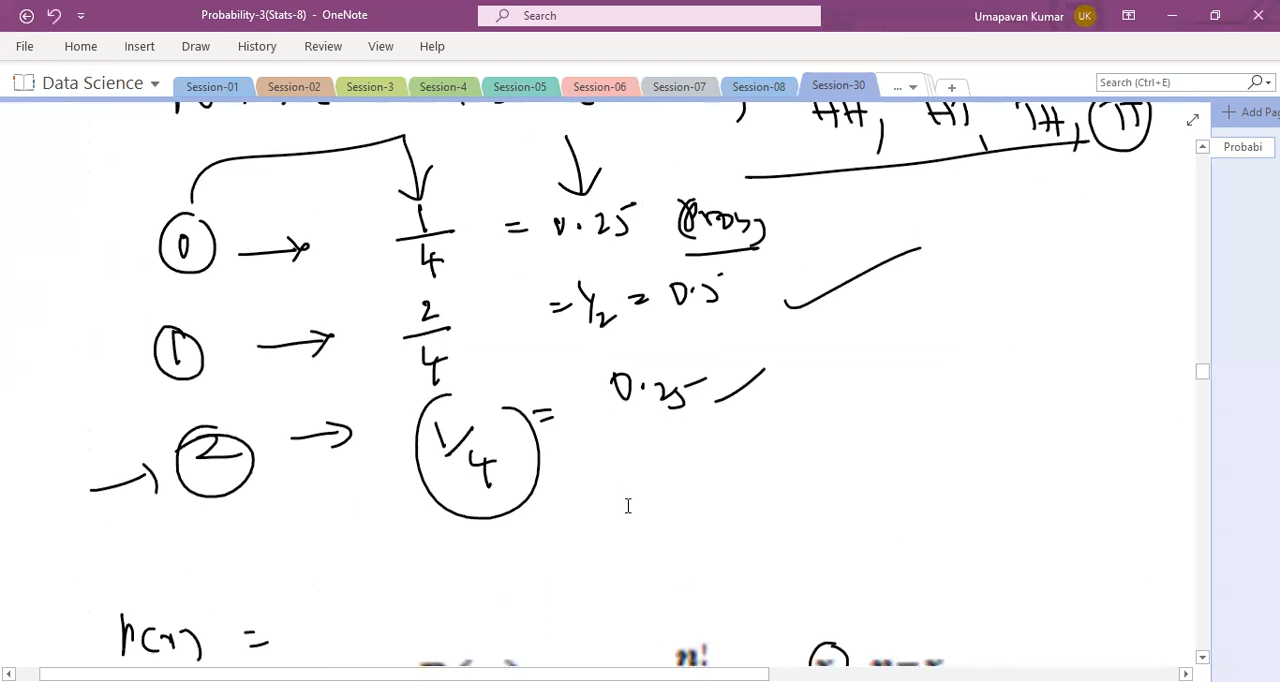 Probability-3(Stats-8) - OneNote
Search
Umapavan Kumar
UK
File Home Insert Draw History Review View Help
Data Science
Session-01 Session-02 Session-3 Session-4 Session-05 Session-06 Session-07 Session-08 Session-30 ...
Search (Ctrl+E)
Add Pag
Probabi
, HH, HT, TH, TT
0 → 1/4 = 0.25
1 → 2/4 = 1/2 = 0.5
2 → 1/4 = 0.25
P(x) =
n!